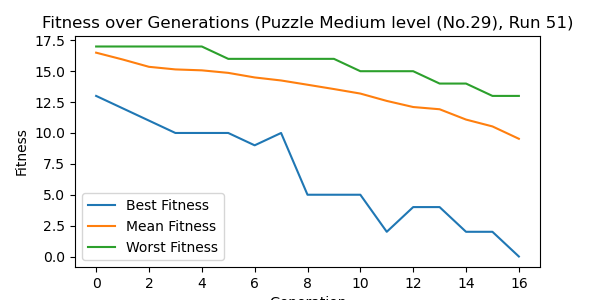 Fitness over Generations (Puzzle Medium level (No.29), Run 51)
17.5
15.0
12.5
10.0
7.5
5.0
2.5
0.0
Fitness
Best Fitness
Mean Fitness
Worst Fitness
0 2 4 6 8 10 12 14 16
Generation